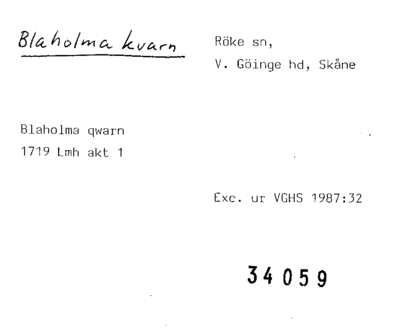 Blaholma kvarn
Röke sn,
V. Göinge hd, Skåne
Blaholma qwarn
1719 Lmh akt 1
Exc. ur VGHS 1987:32
34059